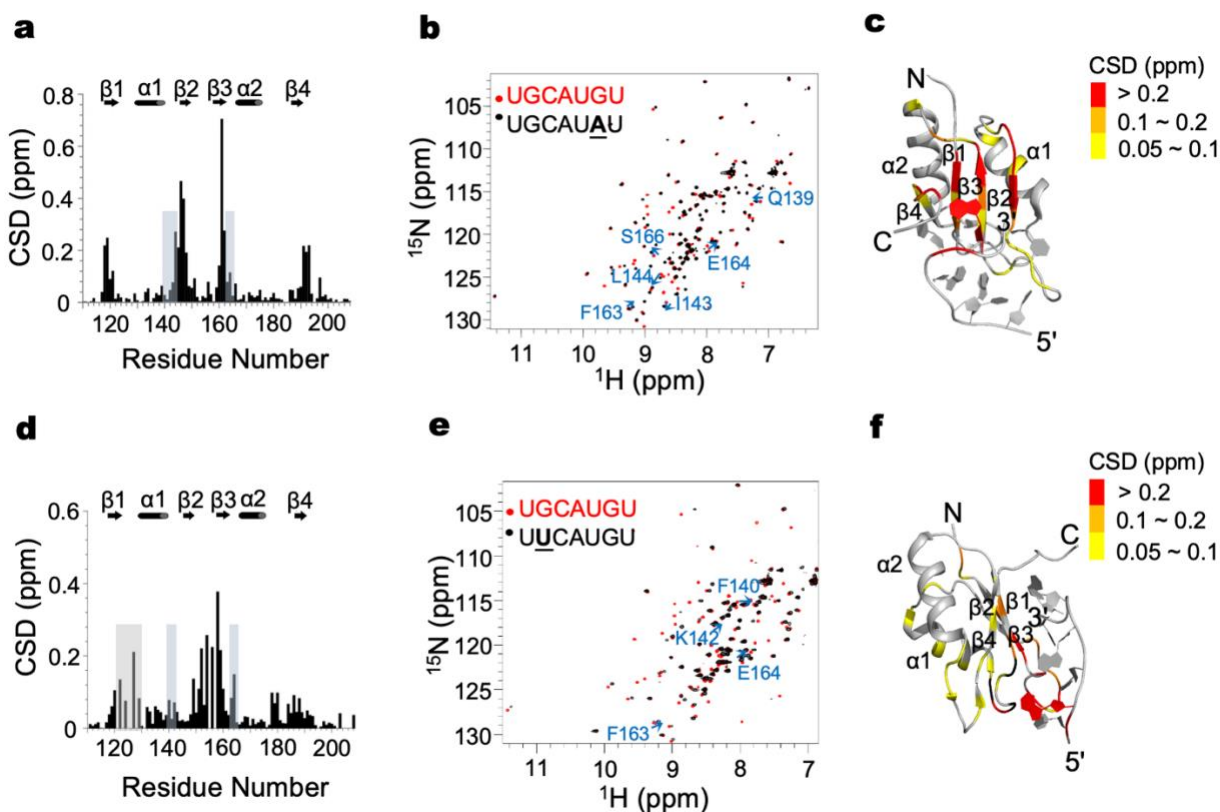 a
β1 α1 β2 β3 α2 β4
0.8
0.6
0.4
0.2
0
CSD (ppm)
120 140 160 180 200
Residue Number
b
UGCAUGU
UGCAUAU
105
110
115
120
125
130
15N (ppm)
Q139
S166
E164
L144
F163
I143
11 10 9 8 7
1H (ppm)
c
CSD (ppm)
> 0.2
0.1 ~ 0.2
0.05 ~ 0.1
N
β1
α1
α2
β3
β2
β4
3'
C
5'
d
β1 α1 β2 β3 α2 β4
0.6
0.4
0.2
0
CSD (ppm)
120 140 160 180 200
Residue Number
e
UGCAUGU
UUCAUGU
105
110
115
120
125
130
15N (ppm)
F140
K142
E164
F163
11 10 9 8 7
1H (ppm)
f
CSD (ppm)
> 0.2
0.1 ~ 0.2
0.05 ~ 0.1
N
C
α2
β2 β1
3'
β4 β3
α1
5'